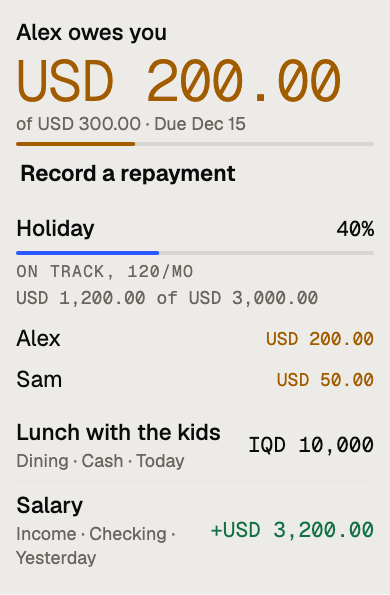 Alex owes you
USD 200.00
of USD 300.00 · Due Dec 15
Record a repayment
Holiday 40%
ON TRACK, 120/MO
USD 1,200.00 of USD 3,000.00
Alex USD 200.00
Sam USD 50.00
Lunch with the kids IQD 10,000
Dining · Cash · Today
Salary +USD 3,200.00
Income · Checking ·
Yesterday